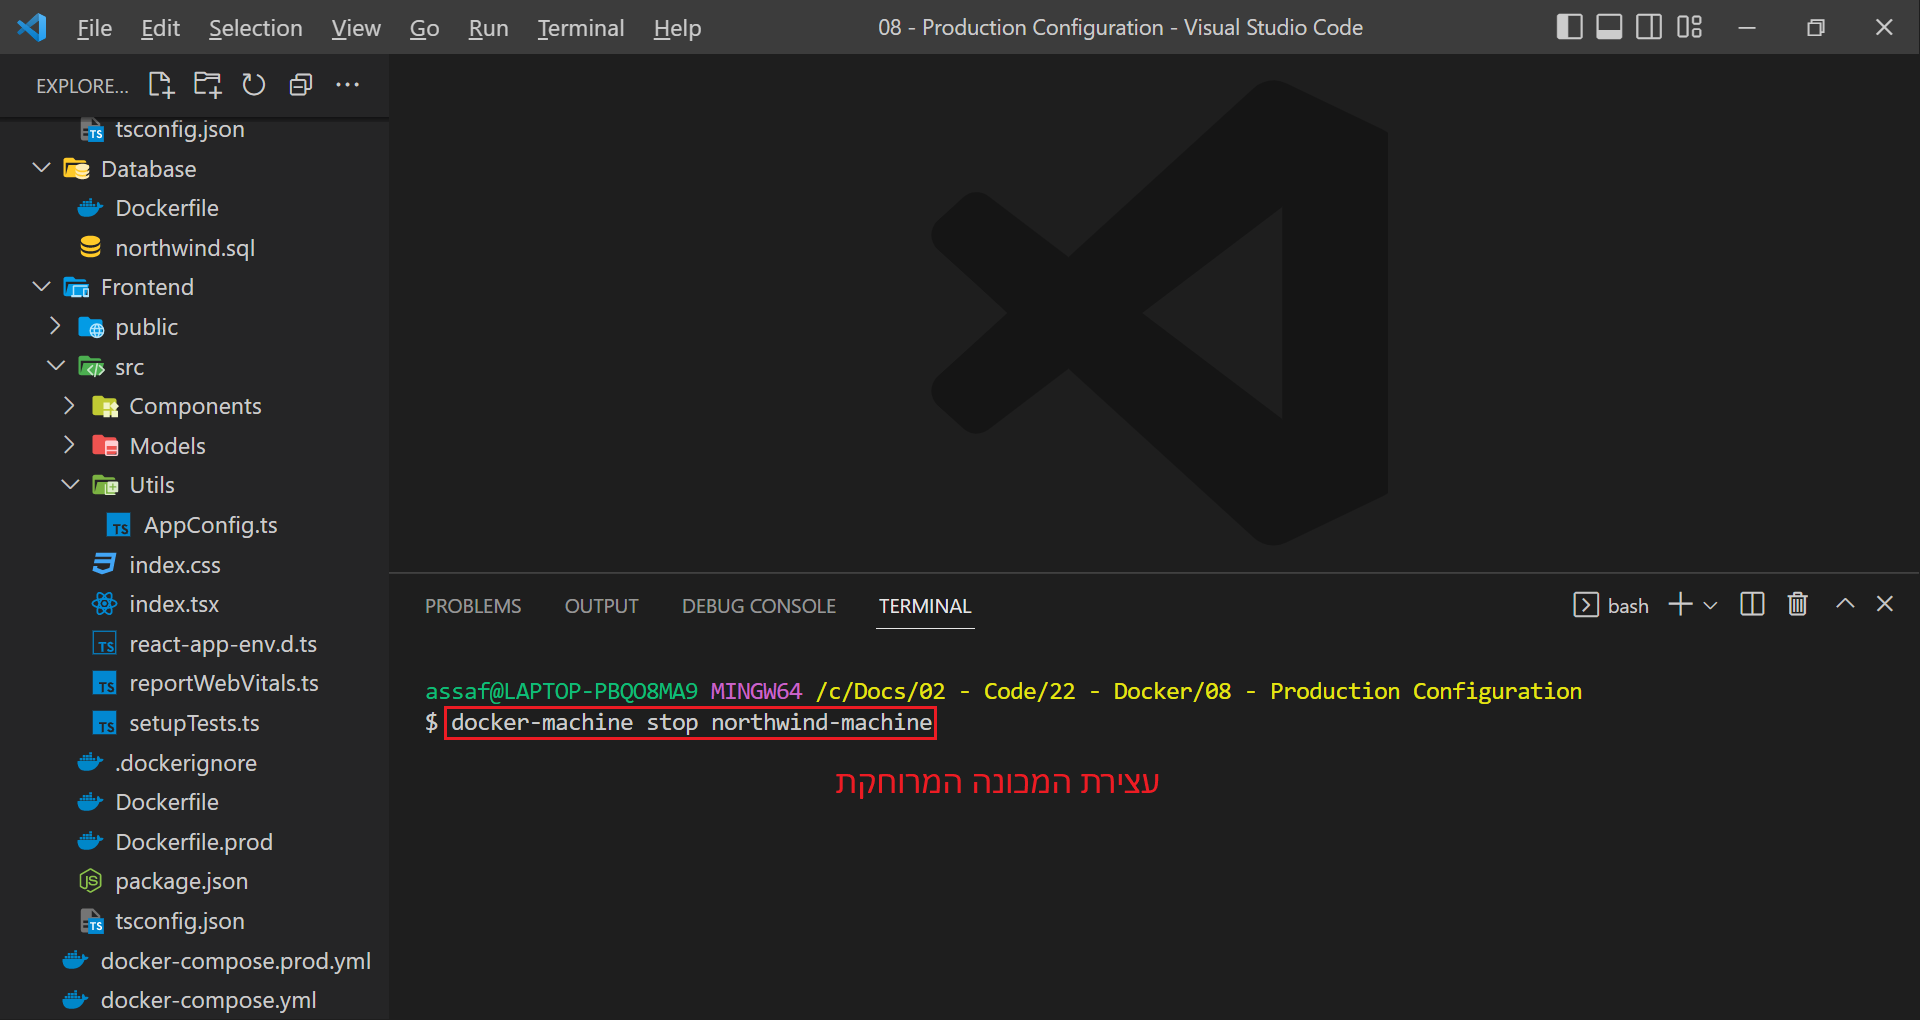 File Edit Selection View Go Run Terminal Help
08 - Production Configuration - Visual Studio Code
EXPLORE...
tsconfig.json
Database
Dockerfile
northwind.sql
Frontend
public
src
Components
Models
Utils
AppConfig.ts
index.css
index.tsx
react-app-env.d.ts
reportWebVitals.ts
setupTests.ts
.dockerignore
Dockerfile
Dockerfile.prod
package.json
tsconfig.json
docker-compose.prod.yml
docker-compose.yml
PROBLEMS OUTPUT DEBUG CONSOLE TERMINAL
bash
assaf@LAPTOP-PBQO8MA9 MINGW64 /c/Docs/02 - Code/22 - Docker/08 - Production Configuration
$ docker-machine stop northwind-machine
עצירת המכונה המרוחקת